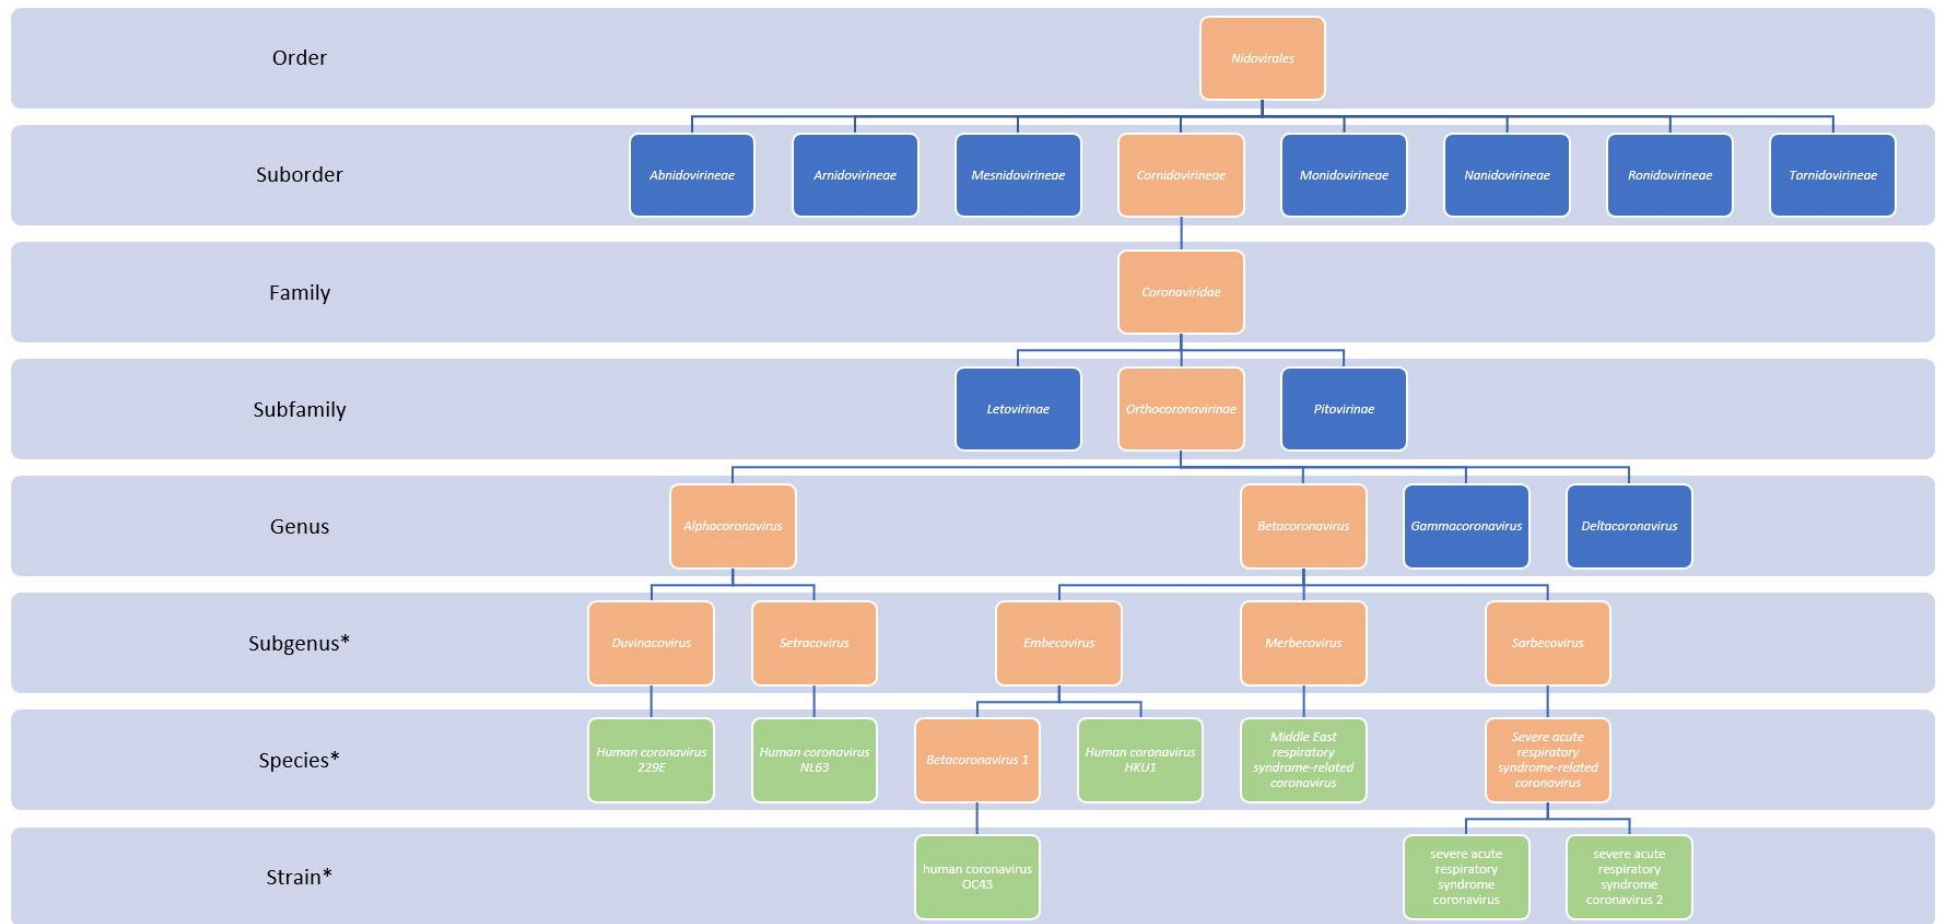 Order
Nidovirales
Suborder
Abnidovirineae
Arnidovirineae
Mesnidovirineae
Cornidovirineae
Monidovirineae
Nanidovirineae
Ronidovirineae
Tornidovirineae
Family
Coronaviridae
Subfamily
Letovirinae
Orthocoronavirinae
Pitovirinae
Genus
Alphacoronavirus
Betacoronavirus
Gammacoronavirus
Deltacoronavirus
Subgenus*
Duvinacovirus
Setracovirus
Embecovirus
Merbecovirus
Sarbecovirus
Species*
Human coronavirus
229E
Human coronavirus
NL63
Betacoronavirus 1
Human coronavirus
HKU1
Middle East
respiratory
syndrome-related
coronavirus
Severe acute
respiratory
syndrome-related
coronavirus
Strain*
human coronavirus
OC43
severe acute
respiratory
syndrome
coronavirus
severe acute
respiratory
syndrome
coronavirus 2